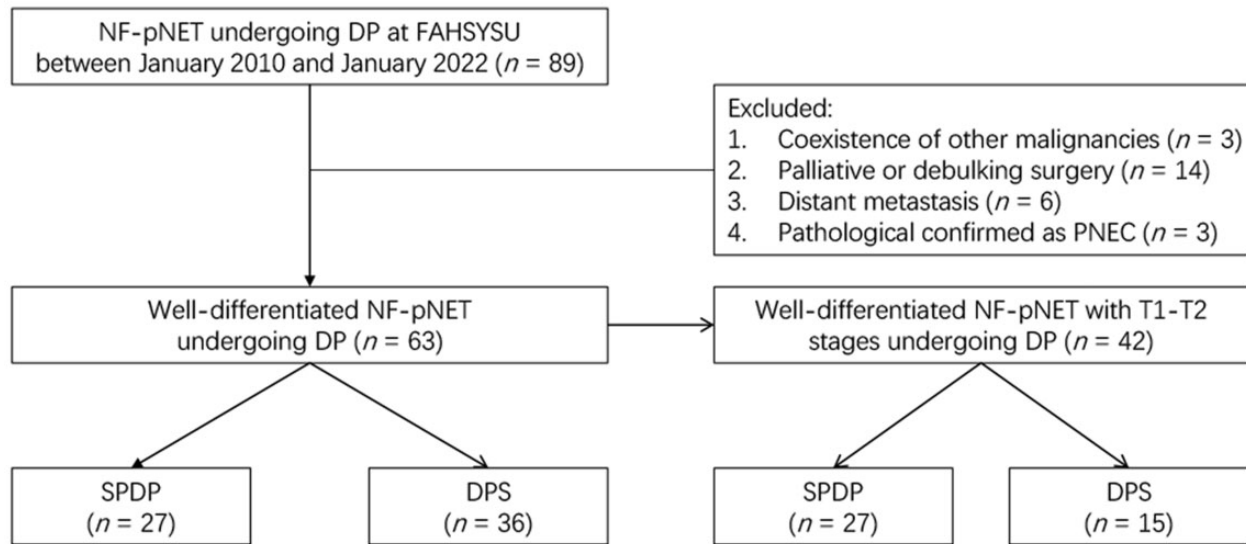 NF-pNET undergoing DP at FAHSYSU
between January 2010 and January 2022 (n = 89)
Excluded:
1. Coexistence of other malignancies (n = 3)
2. Palliative or debulking surgery (n = 14)
3. Distant metastasis (n = 6)
4. Pathological confirmed as PNEC (n = 3)
Well-differentiated NF-pNET
undergoing DP (n = 63)
Well-differentiated NF-pNET with T1-T2
stages undergoing DP (n = 42)
SPDP
(n = 27)
DPS
(n = 36)
SPDP
(n = 27)
DPS
(n = 15)